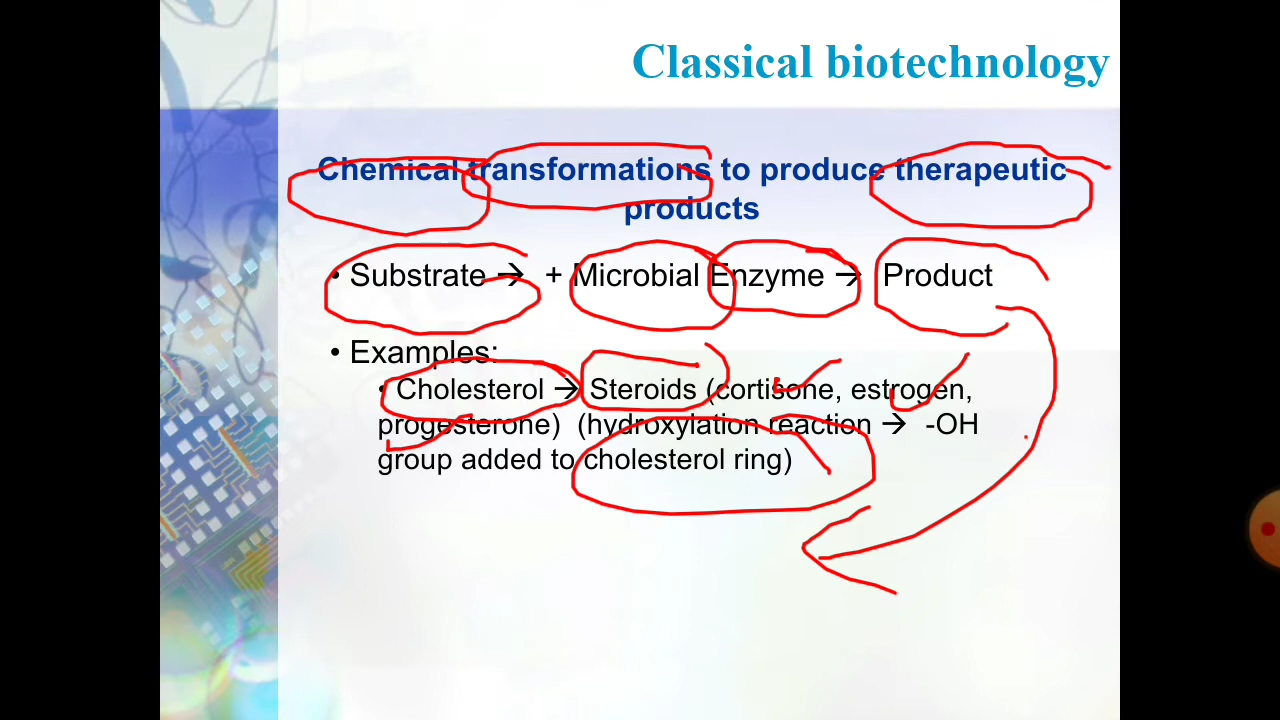 Classical biotechnology
Chemical transformations to produce therapeutic
products
• Substrate → + Microbial Enzyme → Product
• Examples:
• Cholesterol → Steroids (cortisone, estrogen,
progesterone) (hydroxylation reaction → -OH
group added to cholesterol ring)